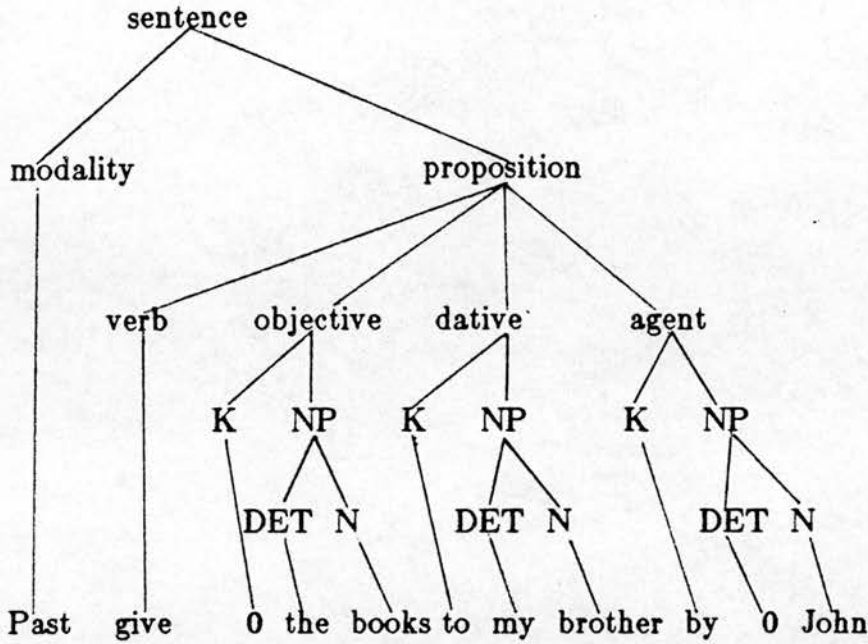 sentence
modality proposition
verb objective dative agent
K NP K NP K NP
DET N DET N DET N
Past give 0 the books to my brother by 0 John